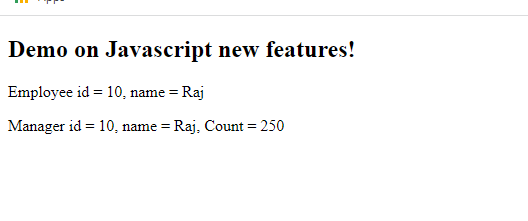 Demo on Javascript new features!
Employee id = 10, name = Raj
Manager id = 10, name = Raj, Count = 250